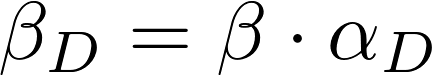 β_D = β · α_D